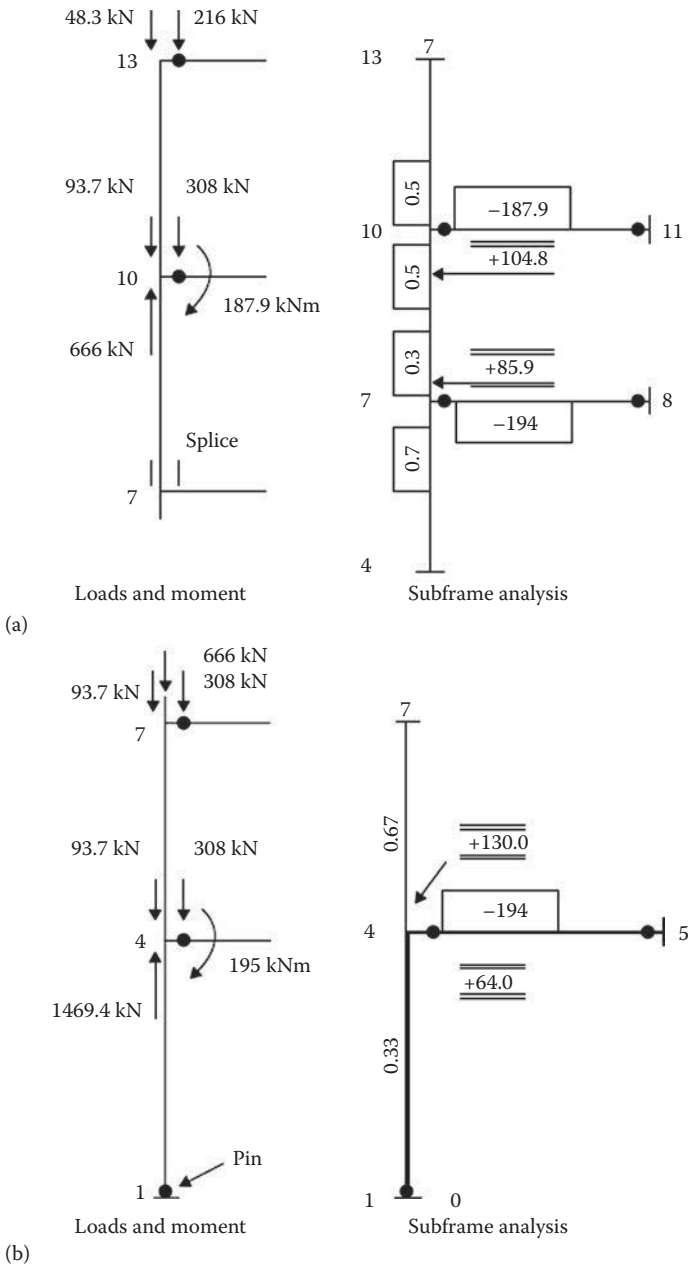 48.3 kN 216 kN
13
93.7 kN 308 kN
10
187.9 kNm
666 kN
Splice
7
Loads and moment
13 7
0.5
−187.9
10 11
0.5
+104.8
0.3
+85.9
7 8
−194
0.7
4
Subframe analysis
(a)
666 kN
93.7 kN 308 kN
7
93.7 kN 308 kN
4
195 kNm
1469.4 kN
Pin
1
Loads and moment
7
0.67
+130.0
−194
4 5
+64.0
0.33
1 0
Subframe analysis
(b)